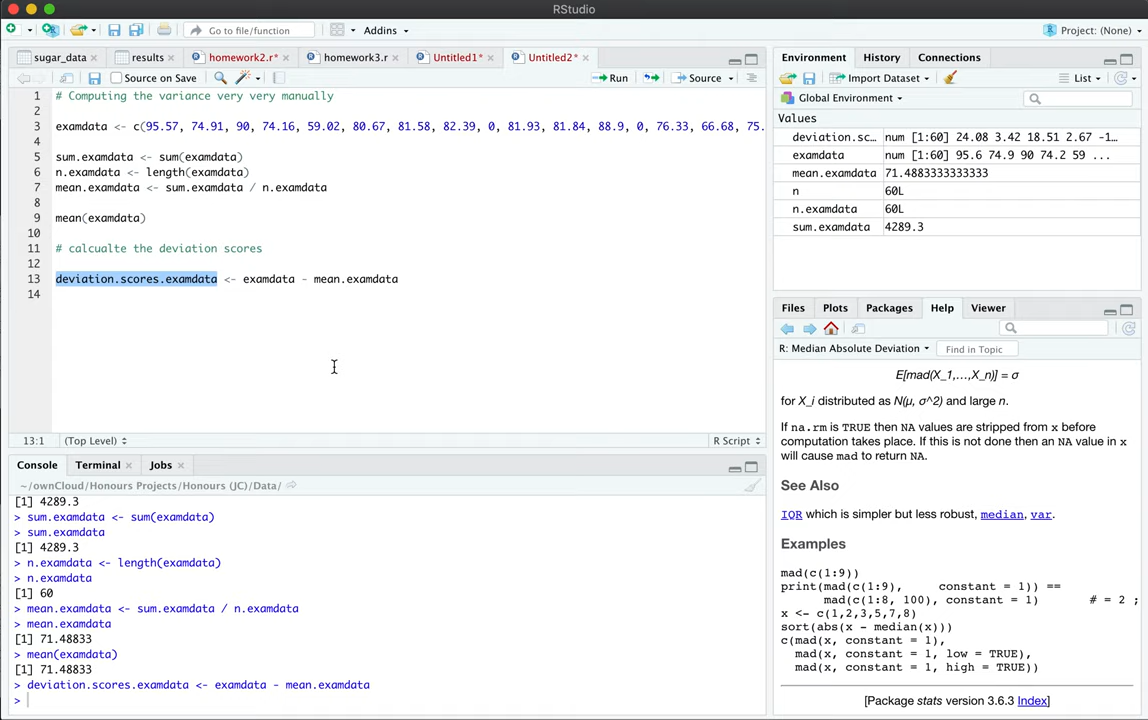 RStudio
Go to file/function
Addins
Project: (None)
sugar_data
results
homework2.r*
homework3.r
Untitled1*
Untitled2*
Source on Save
Run
Source
1 # Computing the variance very very manually
2
3 examdata <- c(95.57, 74.91, 90, 74.16, 59.02, 80.67, 81.58, 82.39, 0, 81.93, 81.84, 88.9, 0, 76.33, 66.68, 75.
4
5 sum.examdata <- sum(examdata)
6 n.examdata <- length(examdata)
7 mean.examdata <- sum.examdata / n.examdata
8
9 mean(examdata)
10
11 # calcualte the deviation scores
12
13 deviation.scores.examdata <- examdata - mean.examdata
14
13:1 (Top Level)
R Script
Console Terminal Jobs
~/ownCloud/Honours Projects/Honours (JC)/Data/
[1] 4289.3
> sum.examdata <- sum(examdata)
> sum.examdata
[1] 4289.3
> n.examdata <- length(examdata)
> n.examdata
[1] 60
> mean.examdata <- sum.examdata / n.examdata
> mean.examdata
[1] 71.48833
> mean(examdata)
[1] 71.48833
> deviation.scores.examdata <- examdata - mean.examdata
>
Environment History Connections
Import Dataset
List
Global Environment
Values
deviation.sc… num [1:60] 24.08 3.42 18.51 2.67 -1…
examdata num [1:60] 95.6 74.9 90 74.2 59 ...
mean.examdata 71.4883333333333
n 60L
n.examdata 60L
sum.examdata 4289.3
Files Plots Packages Help Viewer
R: Median Absolute Deviation
Find in Topic
E[mad(X_1,…,X_n)] = σ
for X_i distributed as N(μ, σ^2) and large n.
If na.rm is TRUE then NA values are stripped from x before
computation takes place. If this is not done then an NA value in x
will cause mad to return NA.
See Also
IQR which is simpler but less robust, median, var.
Examples
mad(c(1:9))
print(mad(c(1:9), constant = 1)) ==
mad(c(1:8, 100), constant = 1) # = 2 ;
x <- c(1,2,3,5,7,8)
sort(abs(x - median(x)))
c(mad(x, constant = 1),
mad(x, constant = 1, low = TRUE),
mad(x, constant = 1, high = TRUE))
[Package stats version 3.6.3 Index]